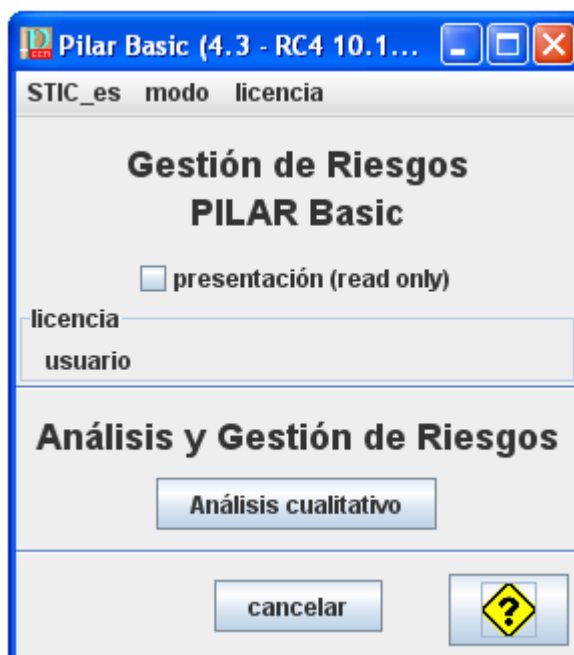 Pilar Basic (4.3 - RC4 10.1...
STIC_es modo licencia
Gestión de Riesgos
PILAR Basic
presentación (read only)
licencia
usuario
Análisis y Gestión de Riesgos
Análisis cualitativo
cancelar
?